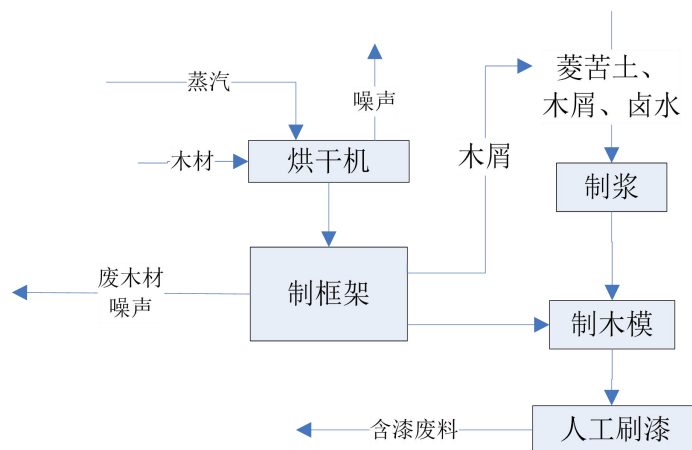 蒸汽
噪声
菱苦土、
木屑、卤水
木材
烘干机
木屑
制浆
废木材
噪声
制框架
制木模
含漆废料
人工刷漆